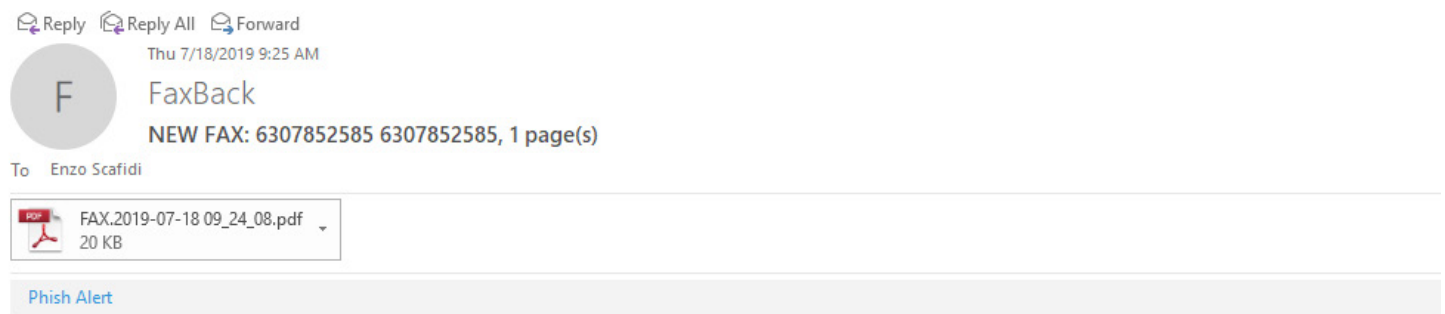 Reply Reply All Forward
Thu 7/18/2019 9:25 AM
F
FaxBack
NEW FAX: 6307852585 6307852585, 1 page(s)
To Enzo Scafidi
PDF
FAX.2019-07-18 09_24_08.pdf
20 KB
Phish Alert